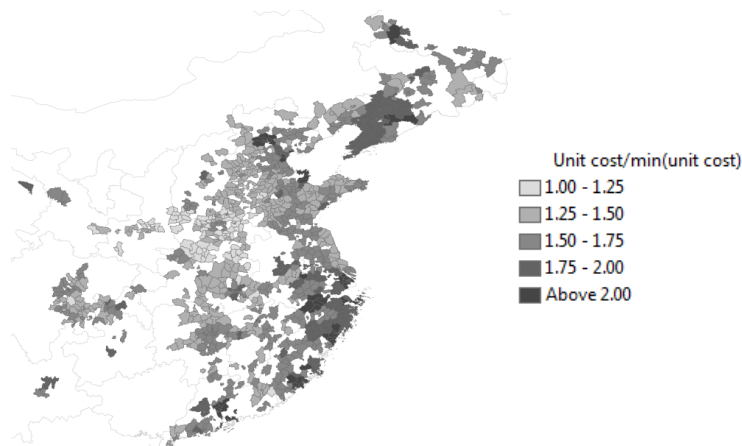 Unit cost/min(unit cost)
1.00 - 1.25
1.25 - 1.50
1.50 - 1.75
1.75 - 2.00
Above 2.00